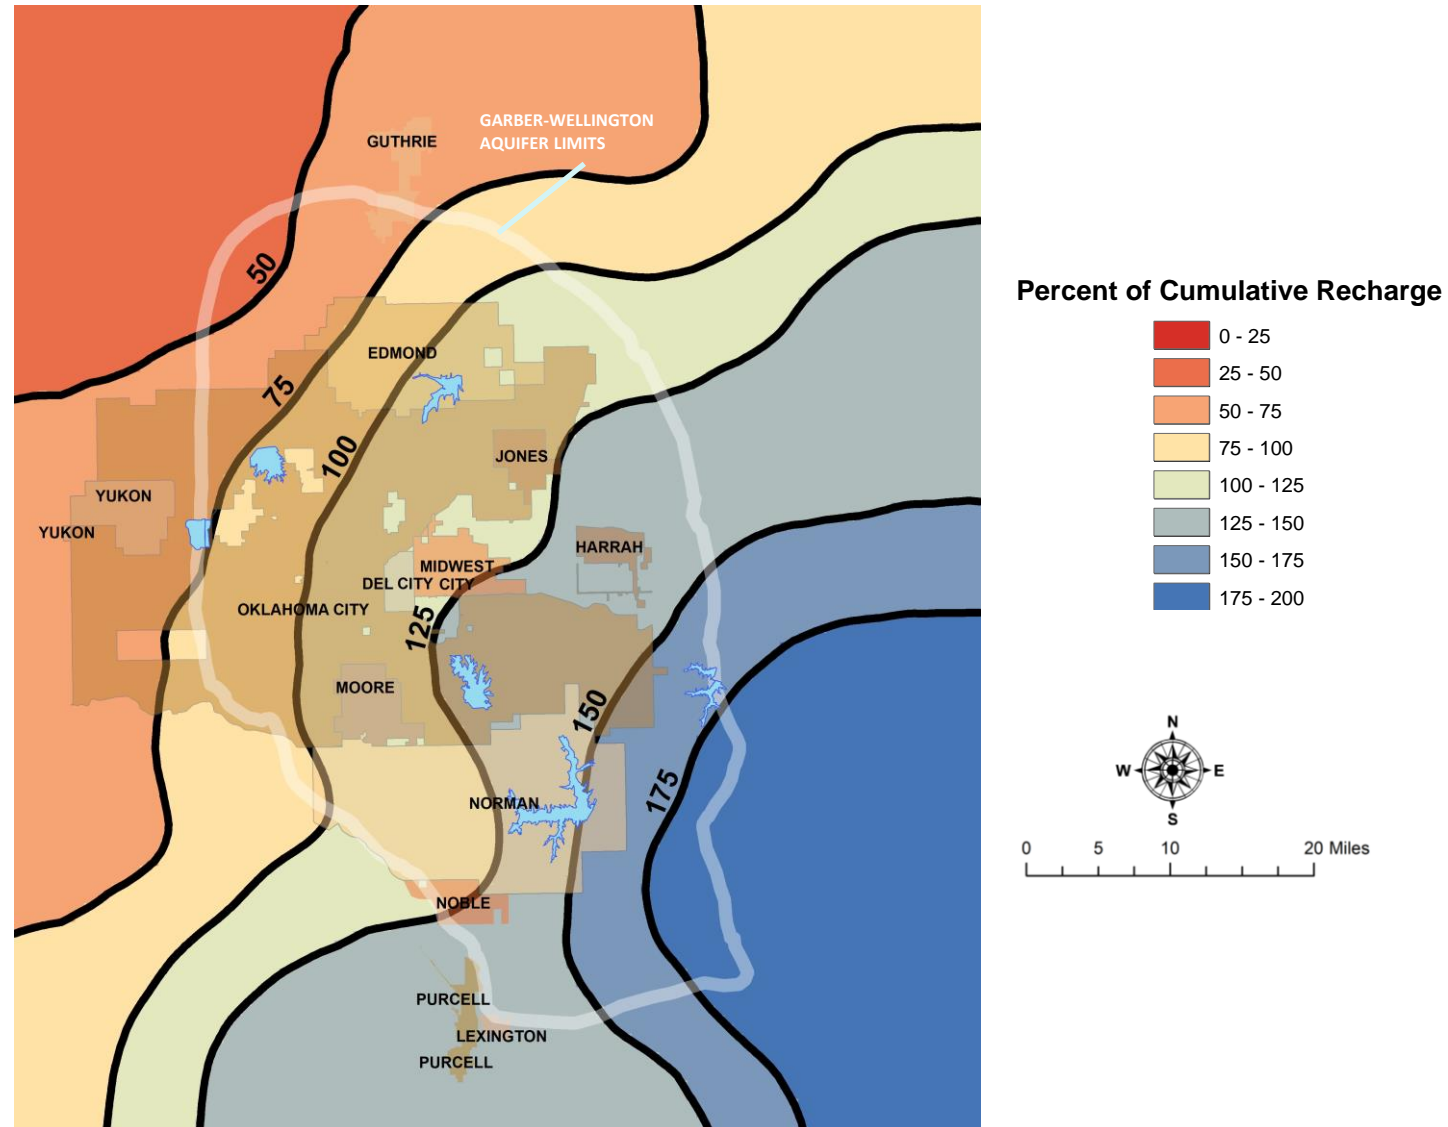 GARBER-WELLINGTON
AQUIFER LIMITS
GUTHRIE
50
EDMOND
75
100
JONES
YUKON
YUKON
HARRAH
MIDWEST
DEL CITY CITY
OKLAHOMA CITY
125
MOORE
150
175
NORMAN
NOBLE
PURCELL
LEXINGTON
PURCELL
Percent of Cumulative Recharge
0 - 25
25 - 50
50 - 75
75 - 100
100 - 125
125 - 150
150 - 175
175 - 200
N
W E
S
0 5 10 20 Miles